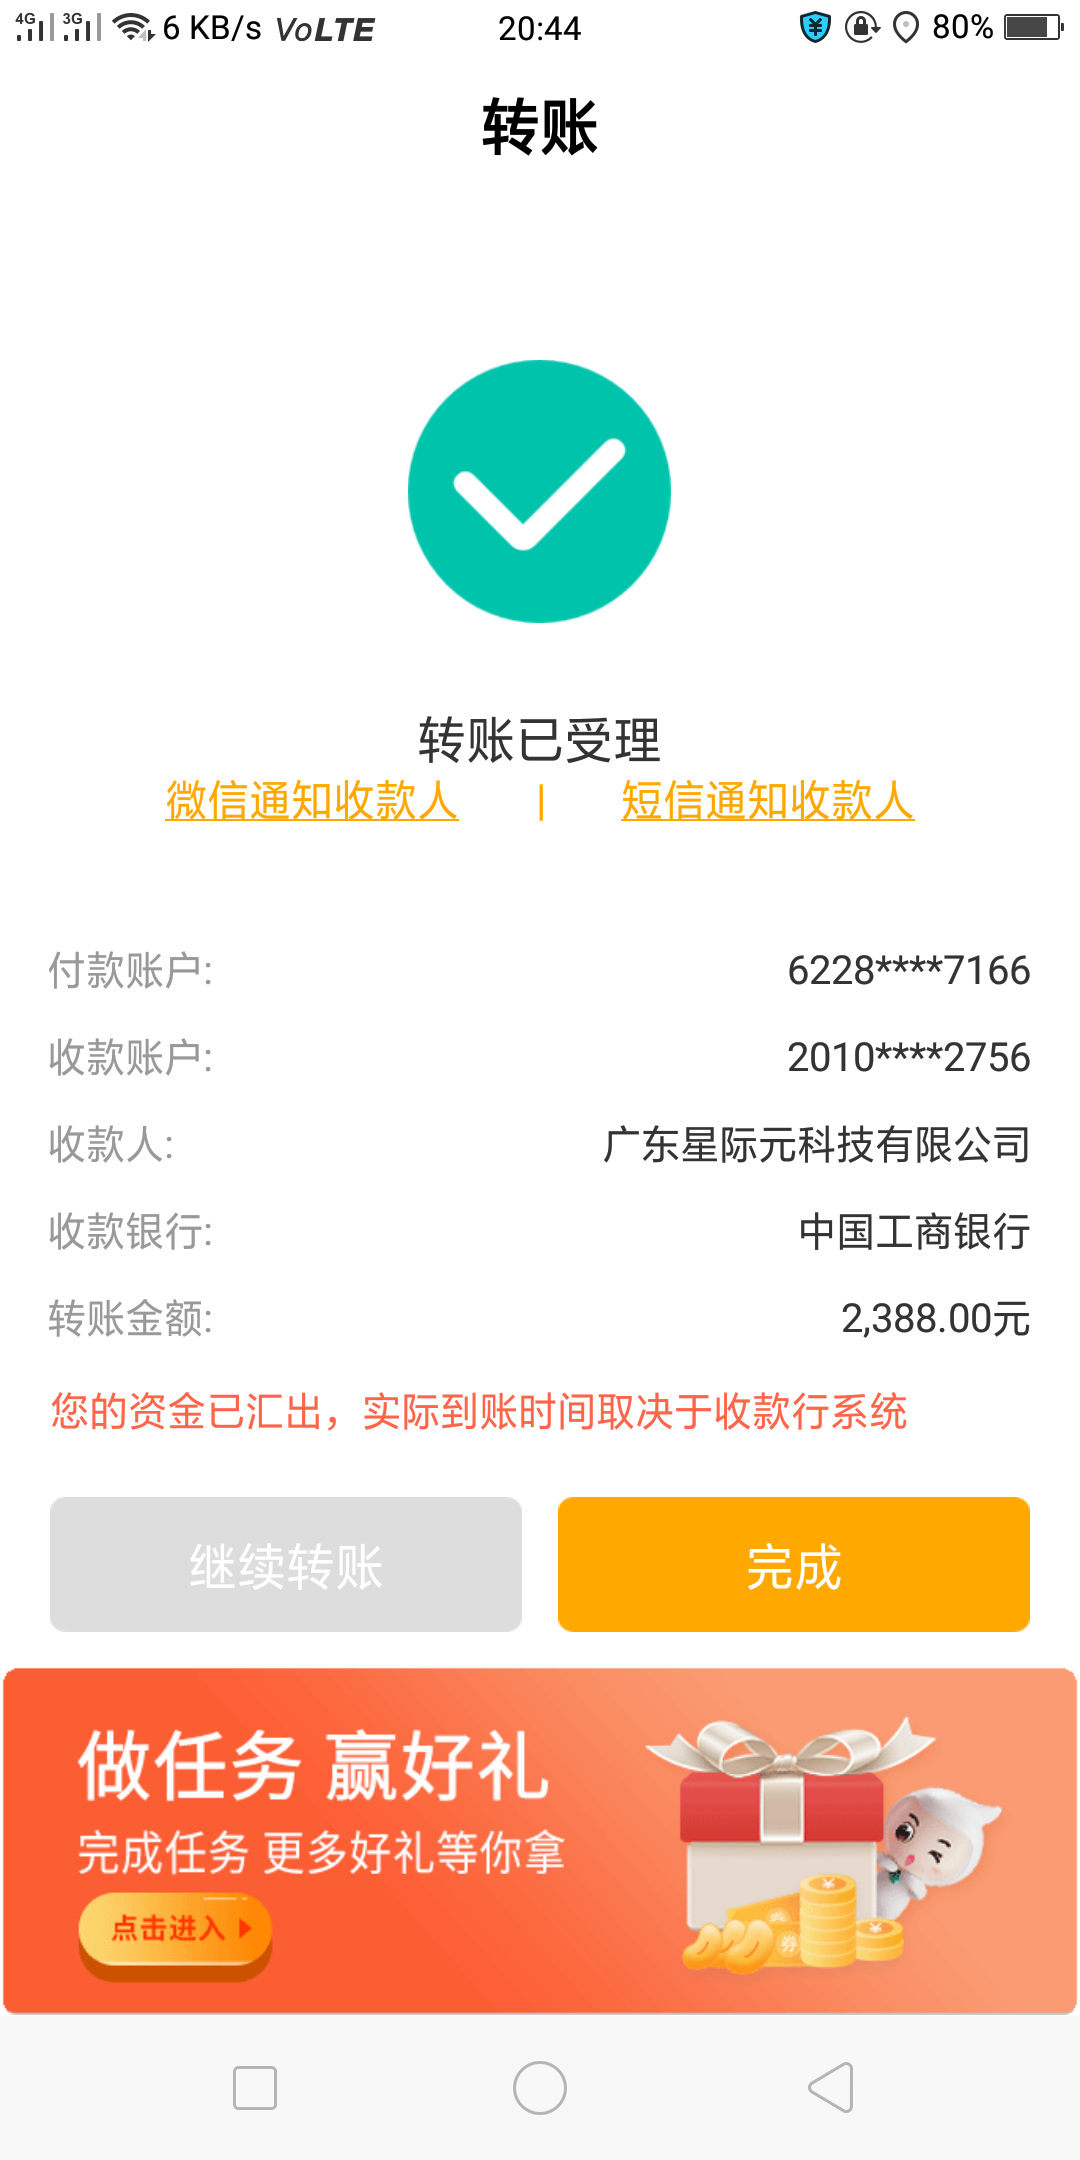 4G 3G 6 KB/s VoLTE 20:44 80%
转账
转账已受理
微信通知收款人 | 短信通知收款人
付款账户: 6228****7166
收款账户: 2010****2756
收款人: 广东星际元科技有限公司
收款银行: 中国工商银行
转账金额: 2,388.00元
您的资金已汇出，实际到账时间取决于收款行系统
继续转账 完成
做任务 赢好礼
完成任务 更多好礼等你拿
点击进入
券